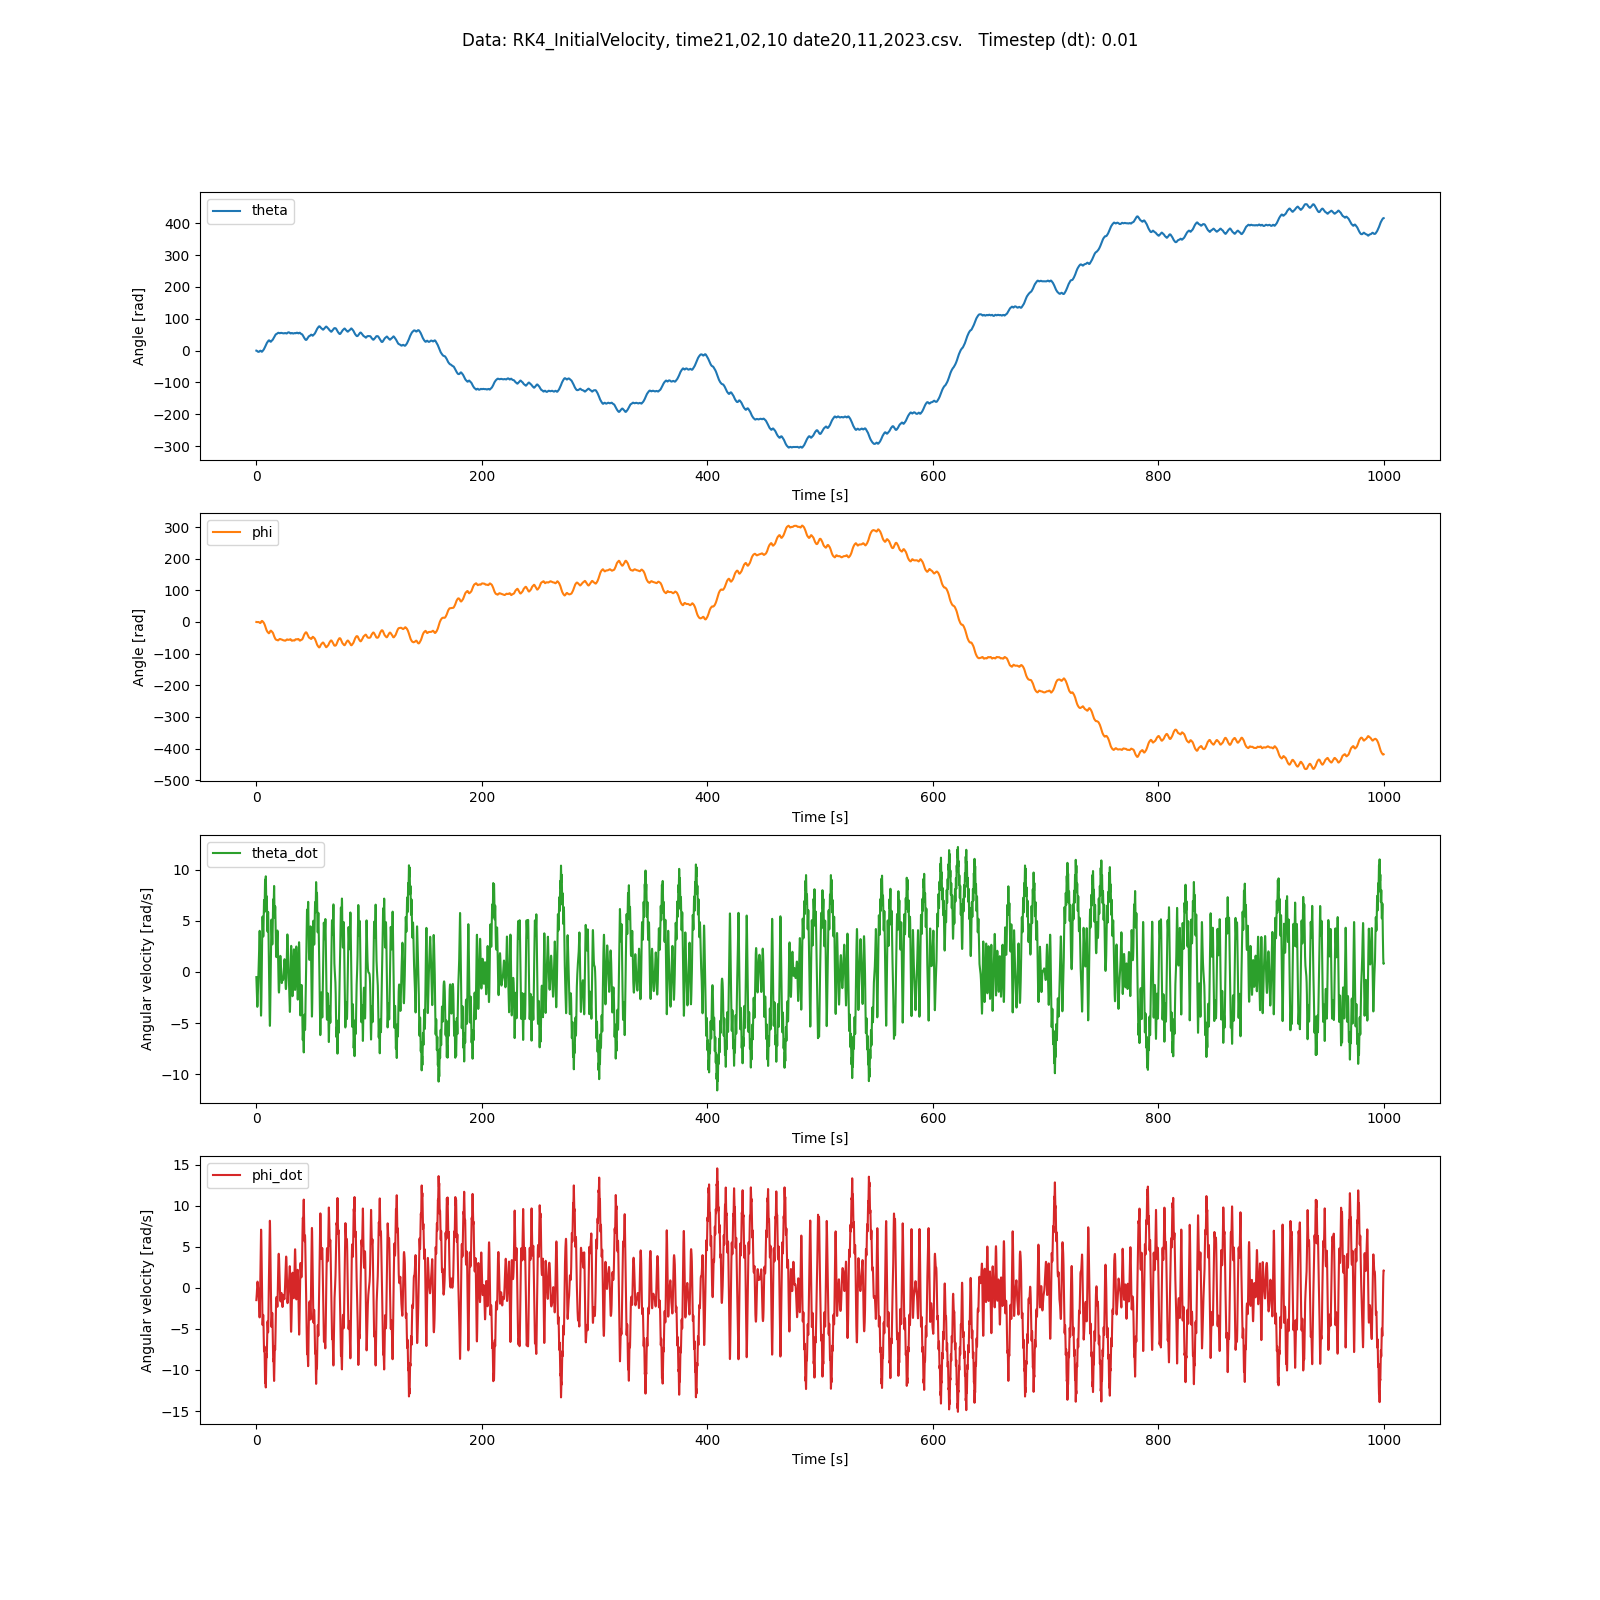 Data: RK4_InitialVelocity, time21,02,10 date20,11,2023.csv.   Timestep (dt): 0.01
theta
400
300
200
100
0
−100
−200
−300
Angle [rad]
0 200 400 600 800 1000
Time [s]
phi
300
200
100
0
−100
−200
−300
−400
−500
Angle [rad]
0 200 400 600 800 1000
Time [s]
theta_dot
10
5
0
−5
−10
Angular velocity [rad/s]
0 200 400 600 800 1000
Time [s]
phi_dot
15
10
5
0
−5
−10
−15
Angular velocity [rad/s]
0 200 400 600 800 1000
Time [s]